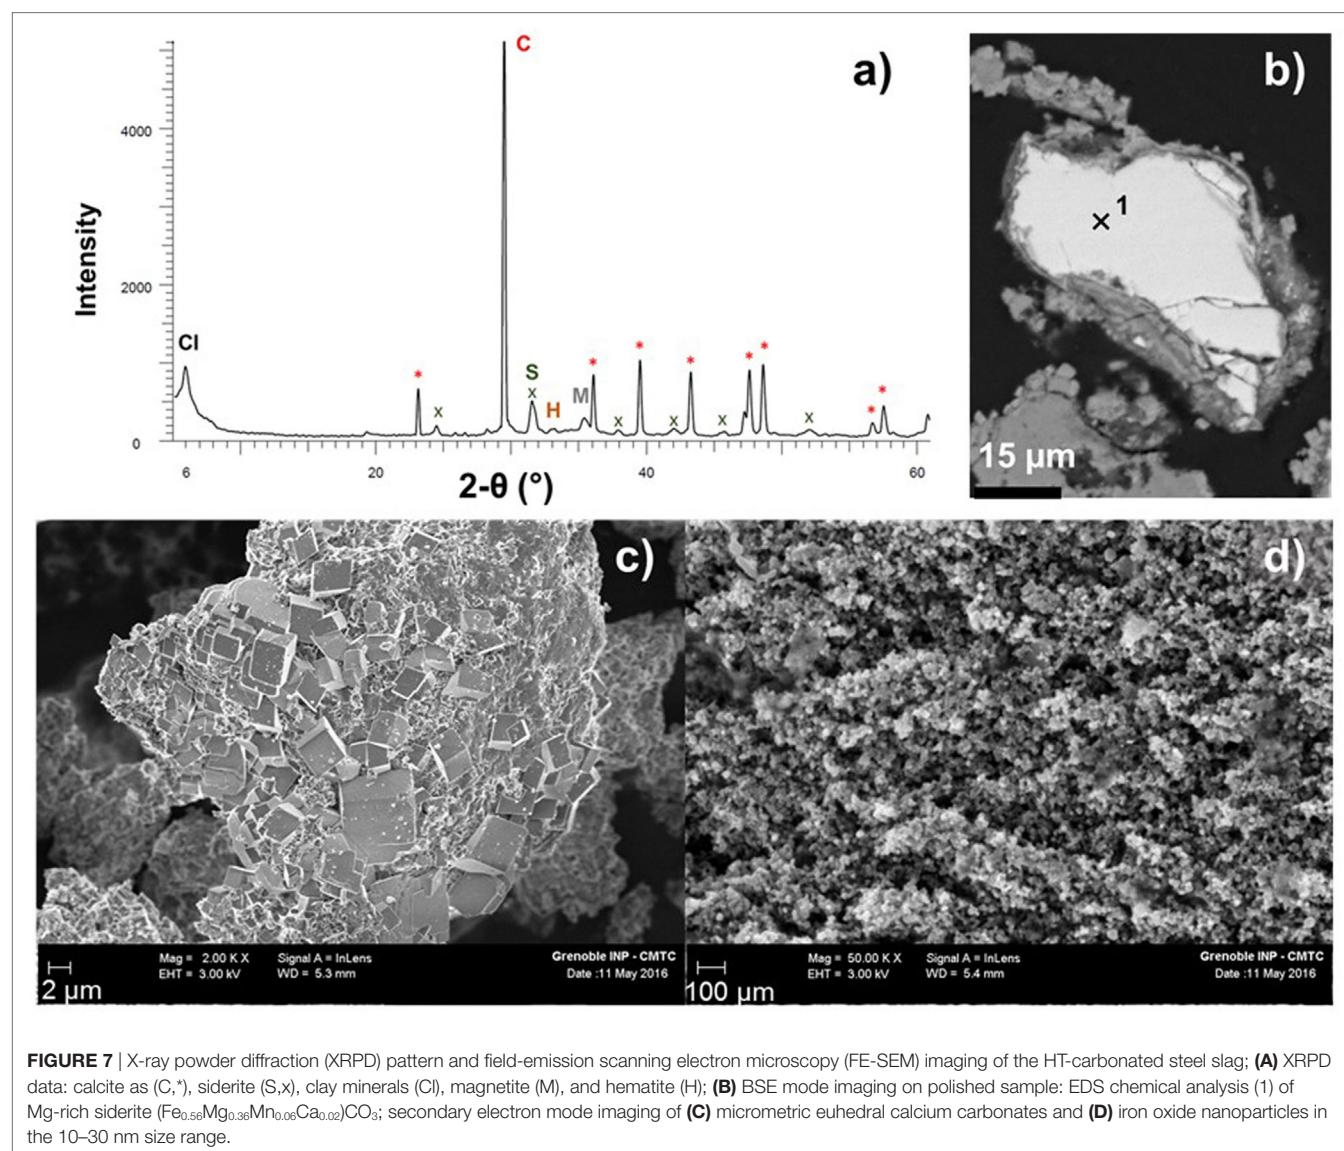 C
a)
b)
4000
Intensity
1
2000
Cl
*
*
*
*
*
*
S
x
x
H
M
x
x
x
x
*
*
0
15 µm
6
20
40
60
2-θ (°)
c)
d)
Mag = 2.00 K X Signal A = InLens Grenoble INP - CMTC
EHT = 3.00 kV WD = 5.3 mm Date :11 May 2016
2 µm
Mag = 50.00 K X Signal A = InLens Grenoble INP - CMTC
EHT = 3.00 kV WD = 5.4 mm Date :11 May 2016
100 µm
FIGURE 7 | X-ray powder diffraction (XRPD) pattern and field-emission scanning electron microscopy (FE-SEM) imaging of the HT-carbonated steel slag; (A) XRPD
data: calcite as (C,*), siderite (S,x), clay minerals (Cl), magnetite (M), and hematite (H); (B) BSE mode imaging on polished sample: EDS chemical analysis (1) of
Mg-rich siderite (Fe0.56Mg0.36Mn0.06Ca0.02)CO3; secondary electron mode imaging of (C) micrometric euhedral calcium carbonates and (D) iron oxide nanoparticles in
the 10–30 nm size range.